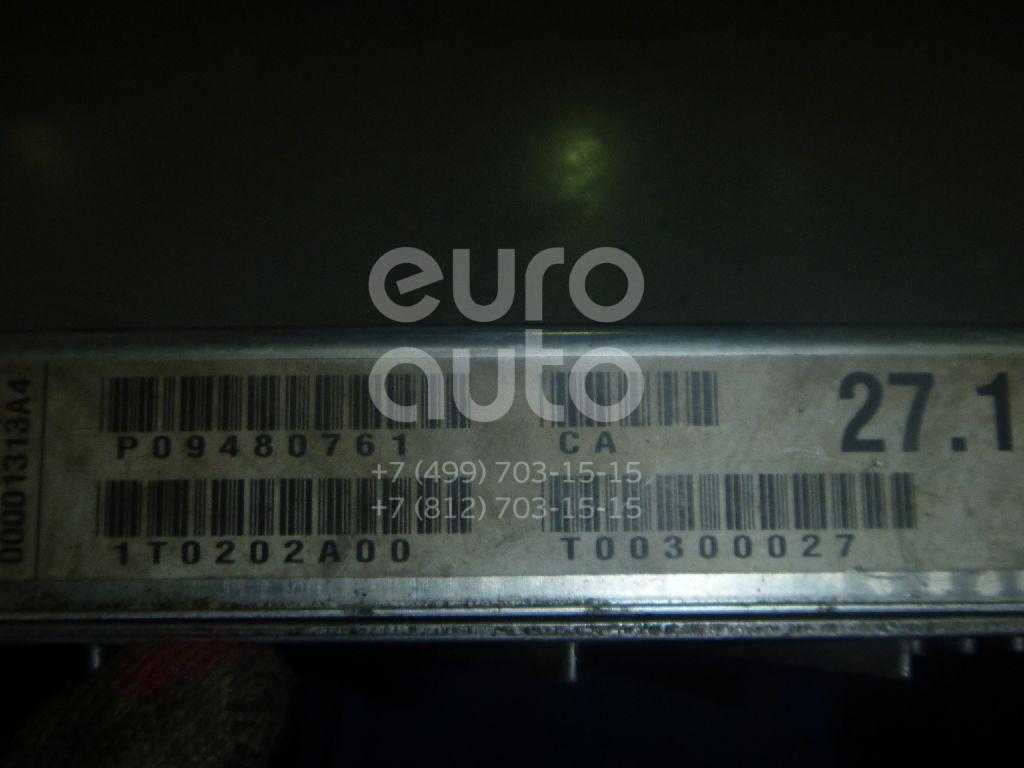 euro
auto
+7 (499) 703-15-15
+7 (812) 703-15-15
00001313A4
P09480761
CA
27.1
1T0202A00
T00300027